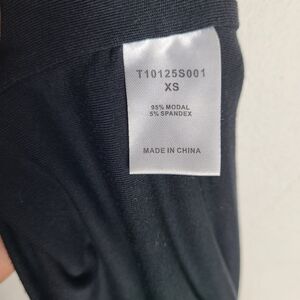 T10125S001
XS
95% MODAL
5% SPANDEX
MADE IN CHINA